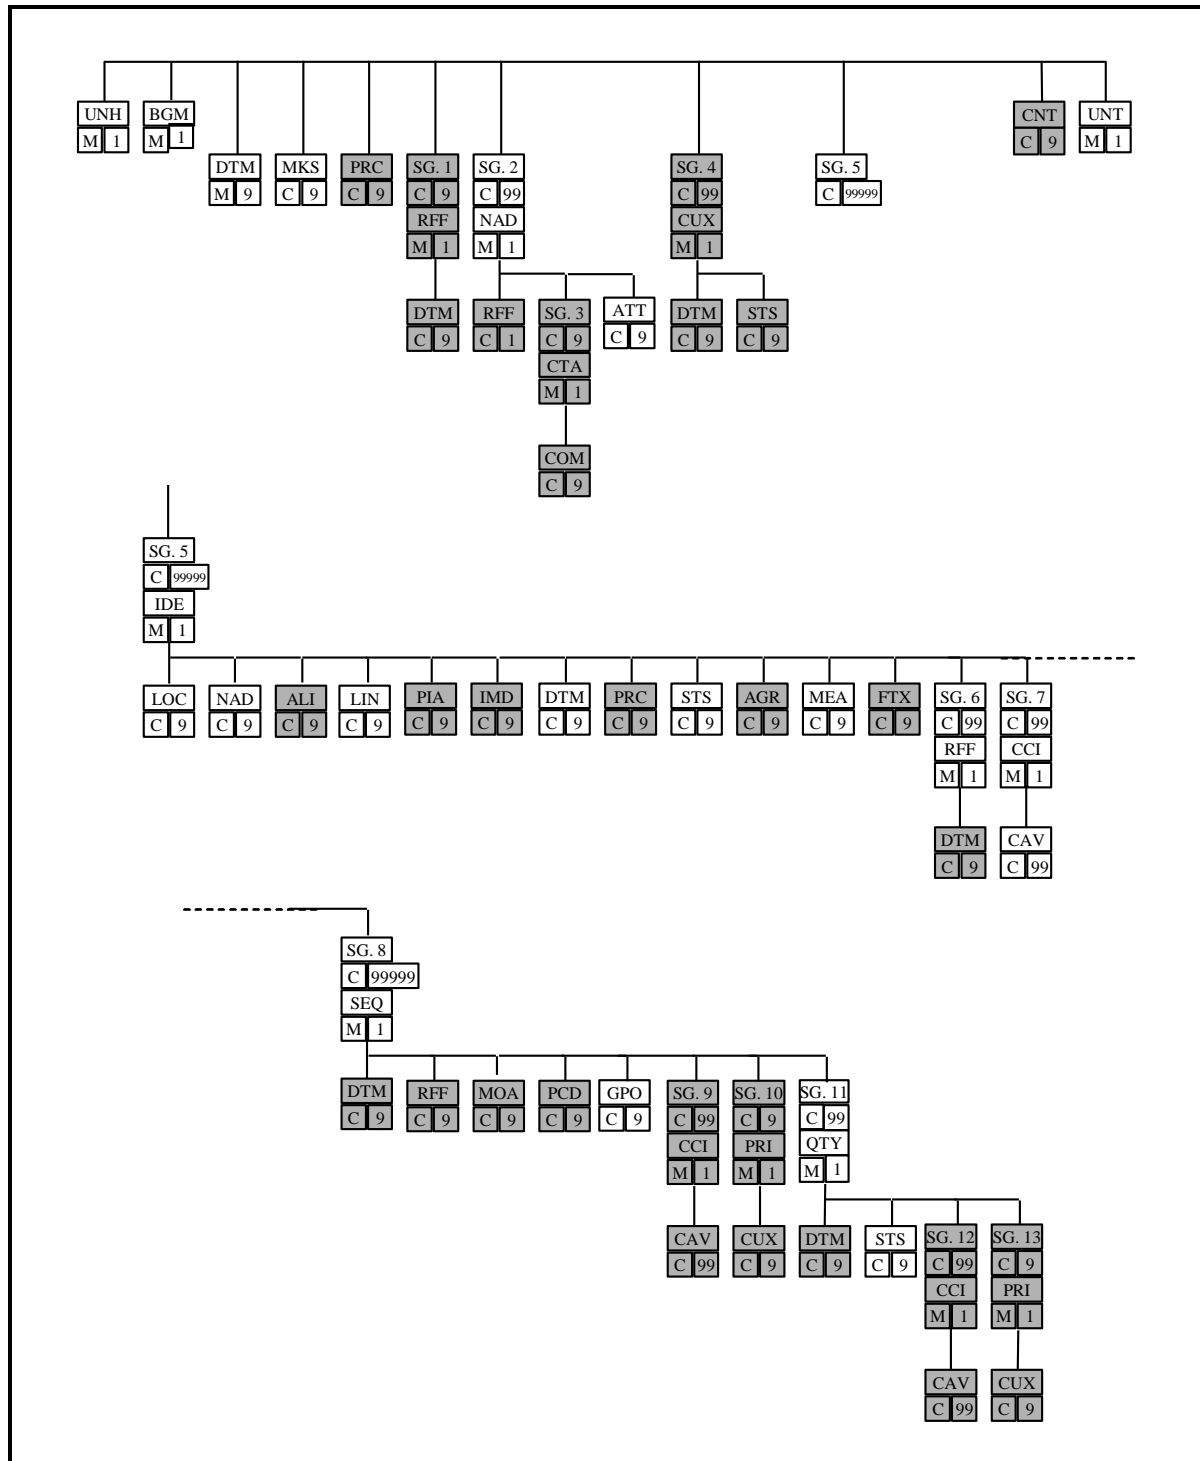 UNH BGM CNT UNT
M 1 M 1 C 9 M 1
DTM MKS PRC SG. 1 SG. 2 SG. 4 SG. 5
M 9 C 9 C 9 C 9 C 99 C 99 C 99999
RFF NAD CUX
M 1 M 1 M 1
DTM RFF SG. 3 ATT DTM STS
C 9 C 1 C 9 C 9 C 9 C 9
CTA
M 1
COM
C 9
SG. 5
C 99999
IDE
M 1
LOC NAD ALI LIN PIA IMD DTM PRC STS AGR MEA FTX SG. 6 SG. 7
C 9 C 9 C 9 C 9 C 9 C 9 C 9 C 9 C 9 C 9 C 9 C 9 C 99 C 99
RFF CCI
M 1 M 1
DTM CAV
C 9 C 99
SG. 8
C 99999
SEQ
M 1
DTM RFF MOA PCD GPO SG. 9 SG. 10 SG. 11
C 9 C 9 C 9 C 9 C 9 C 99 C 9 C 99
CCI PRI QTY
M 1 M 1 M 1
CAV CUX DTM STS SG. 12 SG. 13
C 99 C 9 C 9 C 9 C 99 C 9
CCI PRI
M 1 M 1
CAV CUX
C 99 C 9